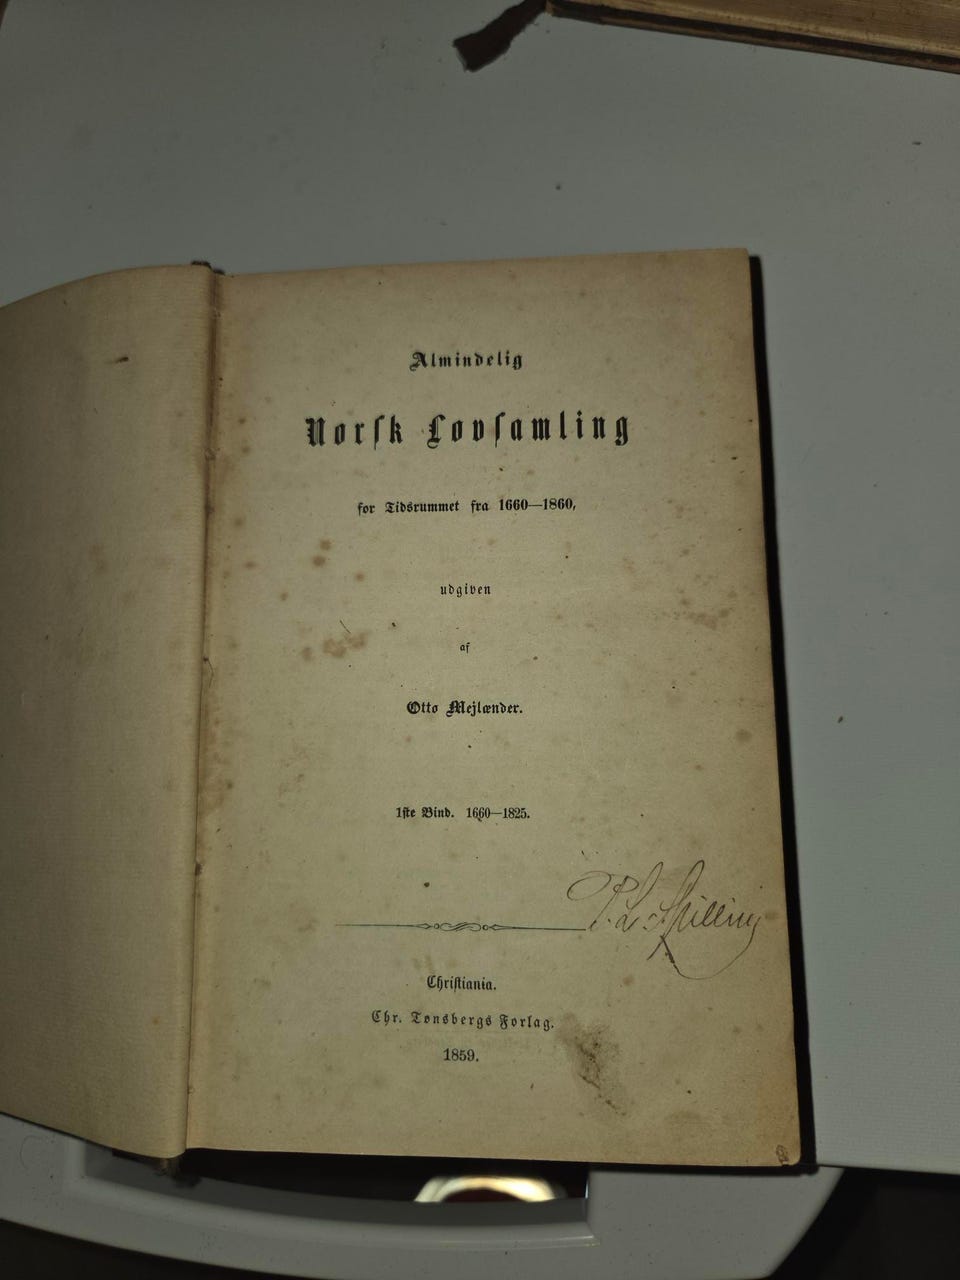 Almindelig
Norsk Lovsamling
for Tidsrummet fra 1660—1860,
udgiven
af
Otto Mejlænder.
1ste Bind. 1660—1825.
P. L. Spilling
Christiania.
Chr. Tønsbergs Forlag.
1859.